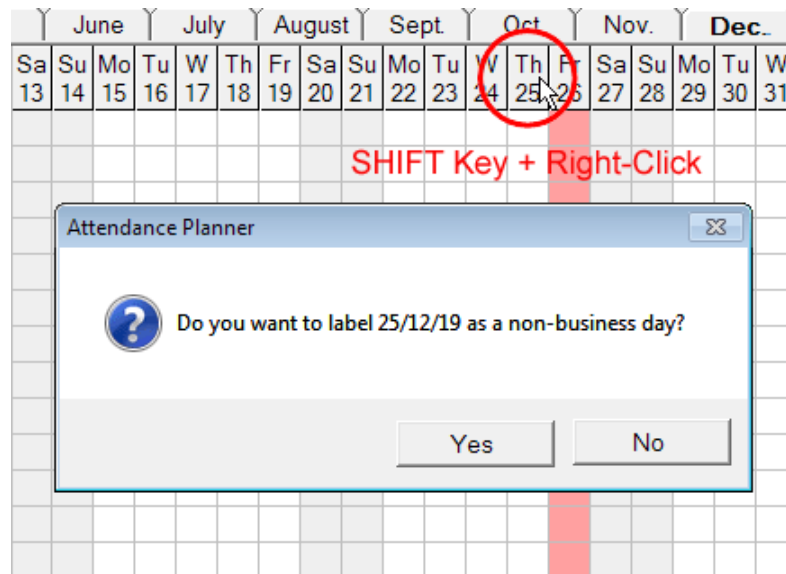 June July August Sept. Oct. Nov. Dec.
Sa Su Mo Tu W Th Fr Sa Su Mo Tu W Th Fr Sa Su Mo Tu W
13 14 15 16 17 18 19 20 21 22 23 24 25 26 27 28 29 30 31
SHIFT Key + Right-Click
Attendance Planner
Do you want to label 25/12/19 as a non-business day?
Yes No